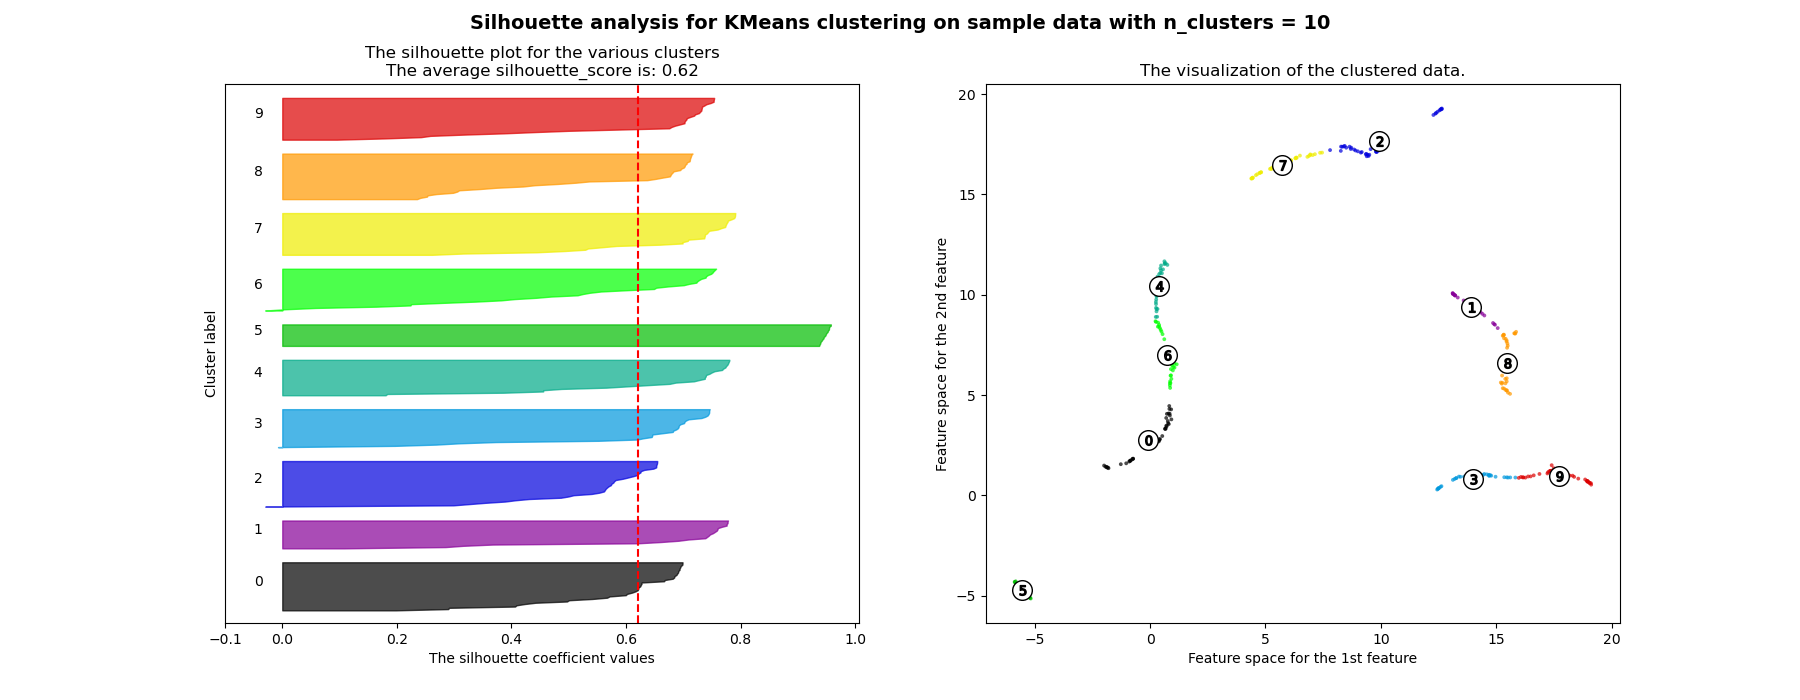 Silhouette analysis for KMeans clustering on sample data with n_clusters = 10
The silhouette plot for the various clusters
The average silhouette_score is: 0.62
9
8
7
6
5
4
3
2
1
0
Cluster label
−0.1 0.0 0.2 0.4 0.6 0.8 1.0
The silhouette coefficient values
The visualization of the clustered data.
20
15
10
5
0
−5
Feature space for the 2nd feature
2
7
4
1
6
8
0
3
9
5
−5 0 5 10 15 20
Feature space for the 1st feature